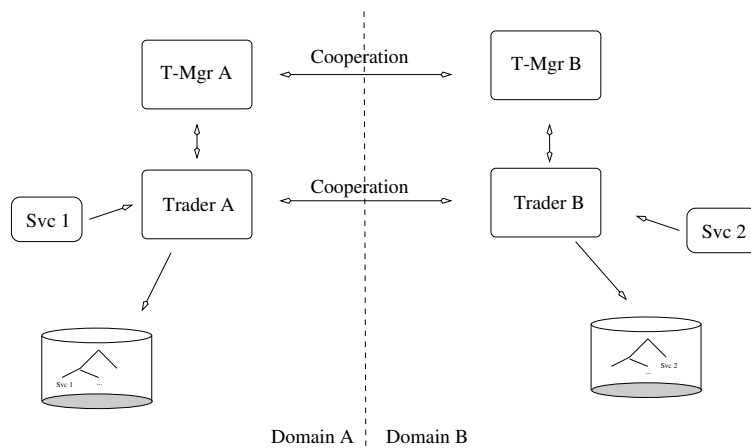 Cooperation
T-Mgr A
T-Mgr B
Cooperation
Trader A
Trader B
Svc 1
Svc 2
Svc 1
...
Svc 2
...
Domain A
Domain B